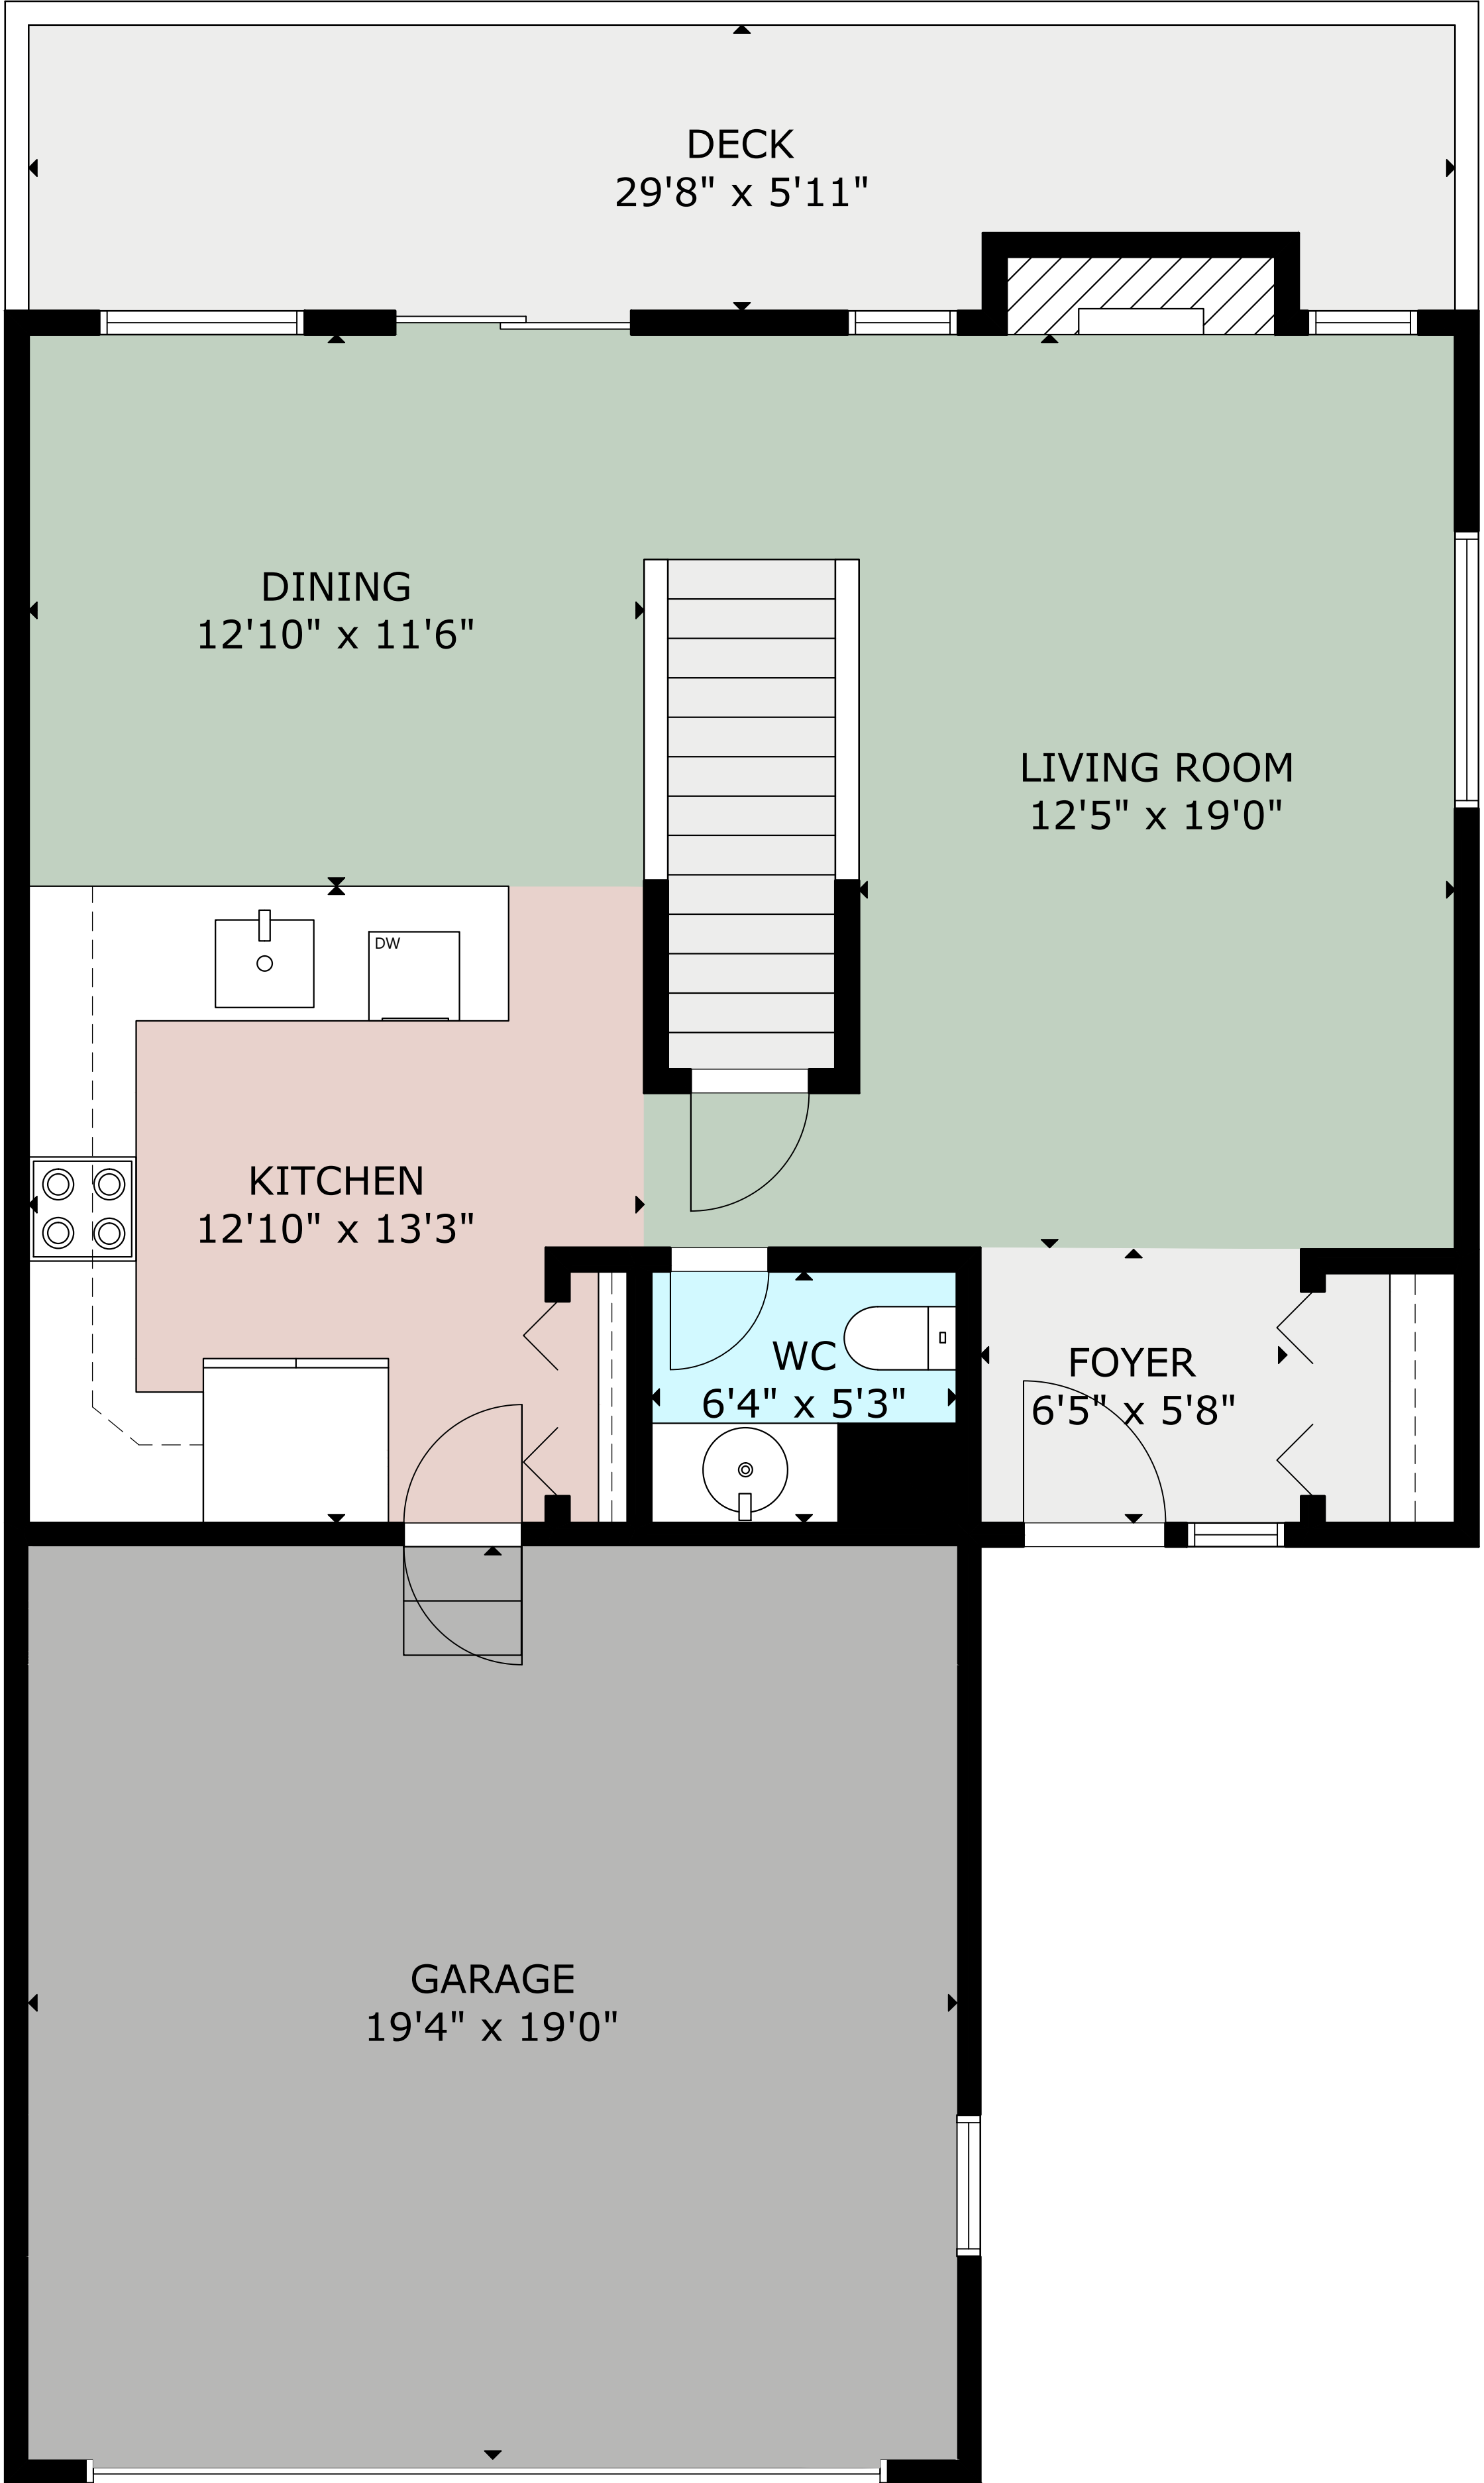 DECK
29'8" x 5'11"
DINING
12'10" x 11'6"
LIVING ROOM
12'5" x 19'0"
DW
KITCHEN
12'10" x 13'3"
WC
6'4" x 5'3"
FOYER
6'5" x 5'8"
GARAGE
19'4" x 19'0"